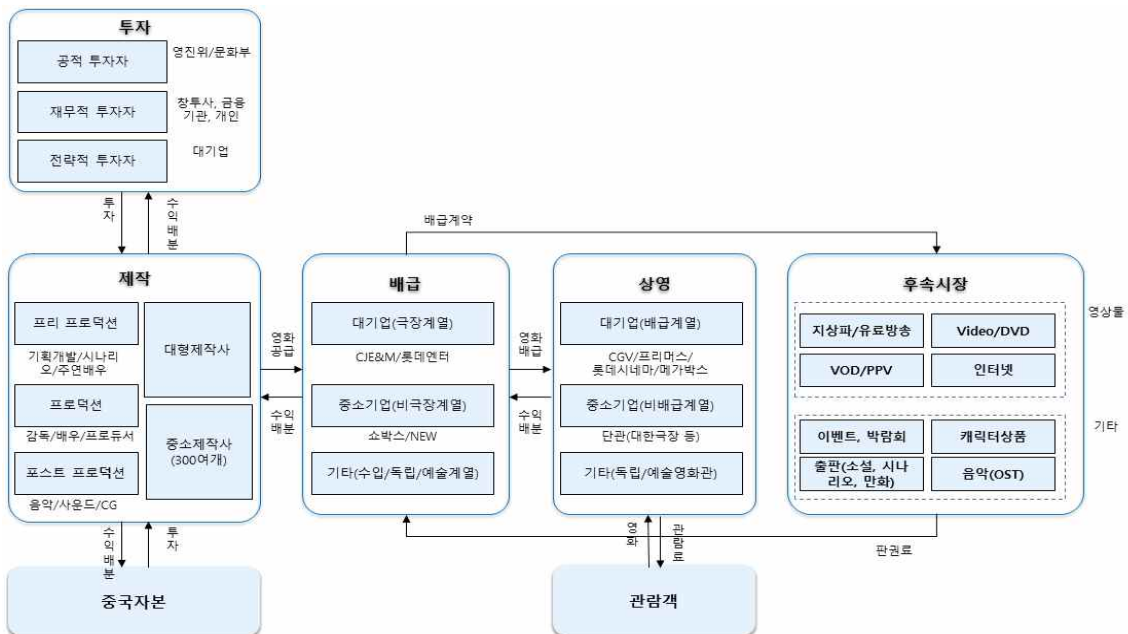 투자
공적 투자자
영진위/문화부
재무적 투자자
창투사, 금융
기관, 개인
전략적 투자자
대기업
투
자
수
익
배
분
배급계약
제작
프리 프로덕션
기획개발/시나리
오/주연배우
프로덕션
감독/배우/프로듀서
포스트 프로덕션
음악/사운드/CG
대형제작사
중소제작사
(300여개)
영화
공급
수익
배분
배급
대기업(극장계열)
CJE&M/롯데엔터
중소기업(비극장계열)
쇼박스/NEW
기타(수입/독립/예술계열)
영화
배급
수익
배분
상영
대기업(배급계열)
CGV/프리머스/
롯데시네마/메가박스
중소기업(비배급계열)
단관(대한극장 등)
기타(독립/예술영화관)
후속시장
지상파/유료방송
Video/DVD
VOD/PPV
인터넷
영상물
이벤트, 박람회
캐릭터상품
출판(소설, 시나
리오, 만화)
음악(OST)
기타
수
익
배
분
투
자
영
화
관
람
료
판권료
중국자본
관람객